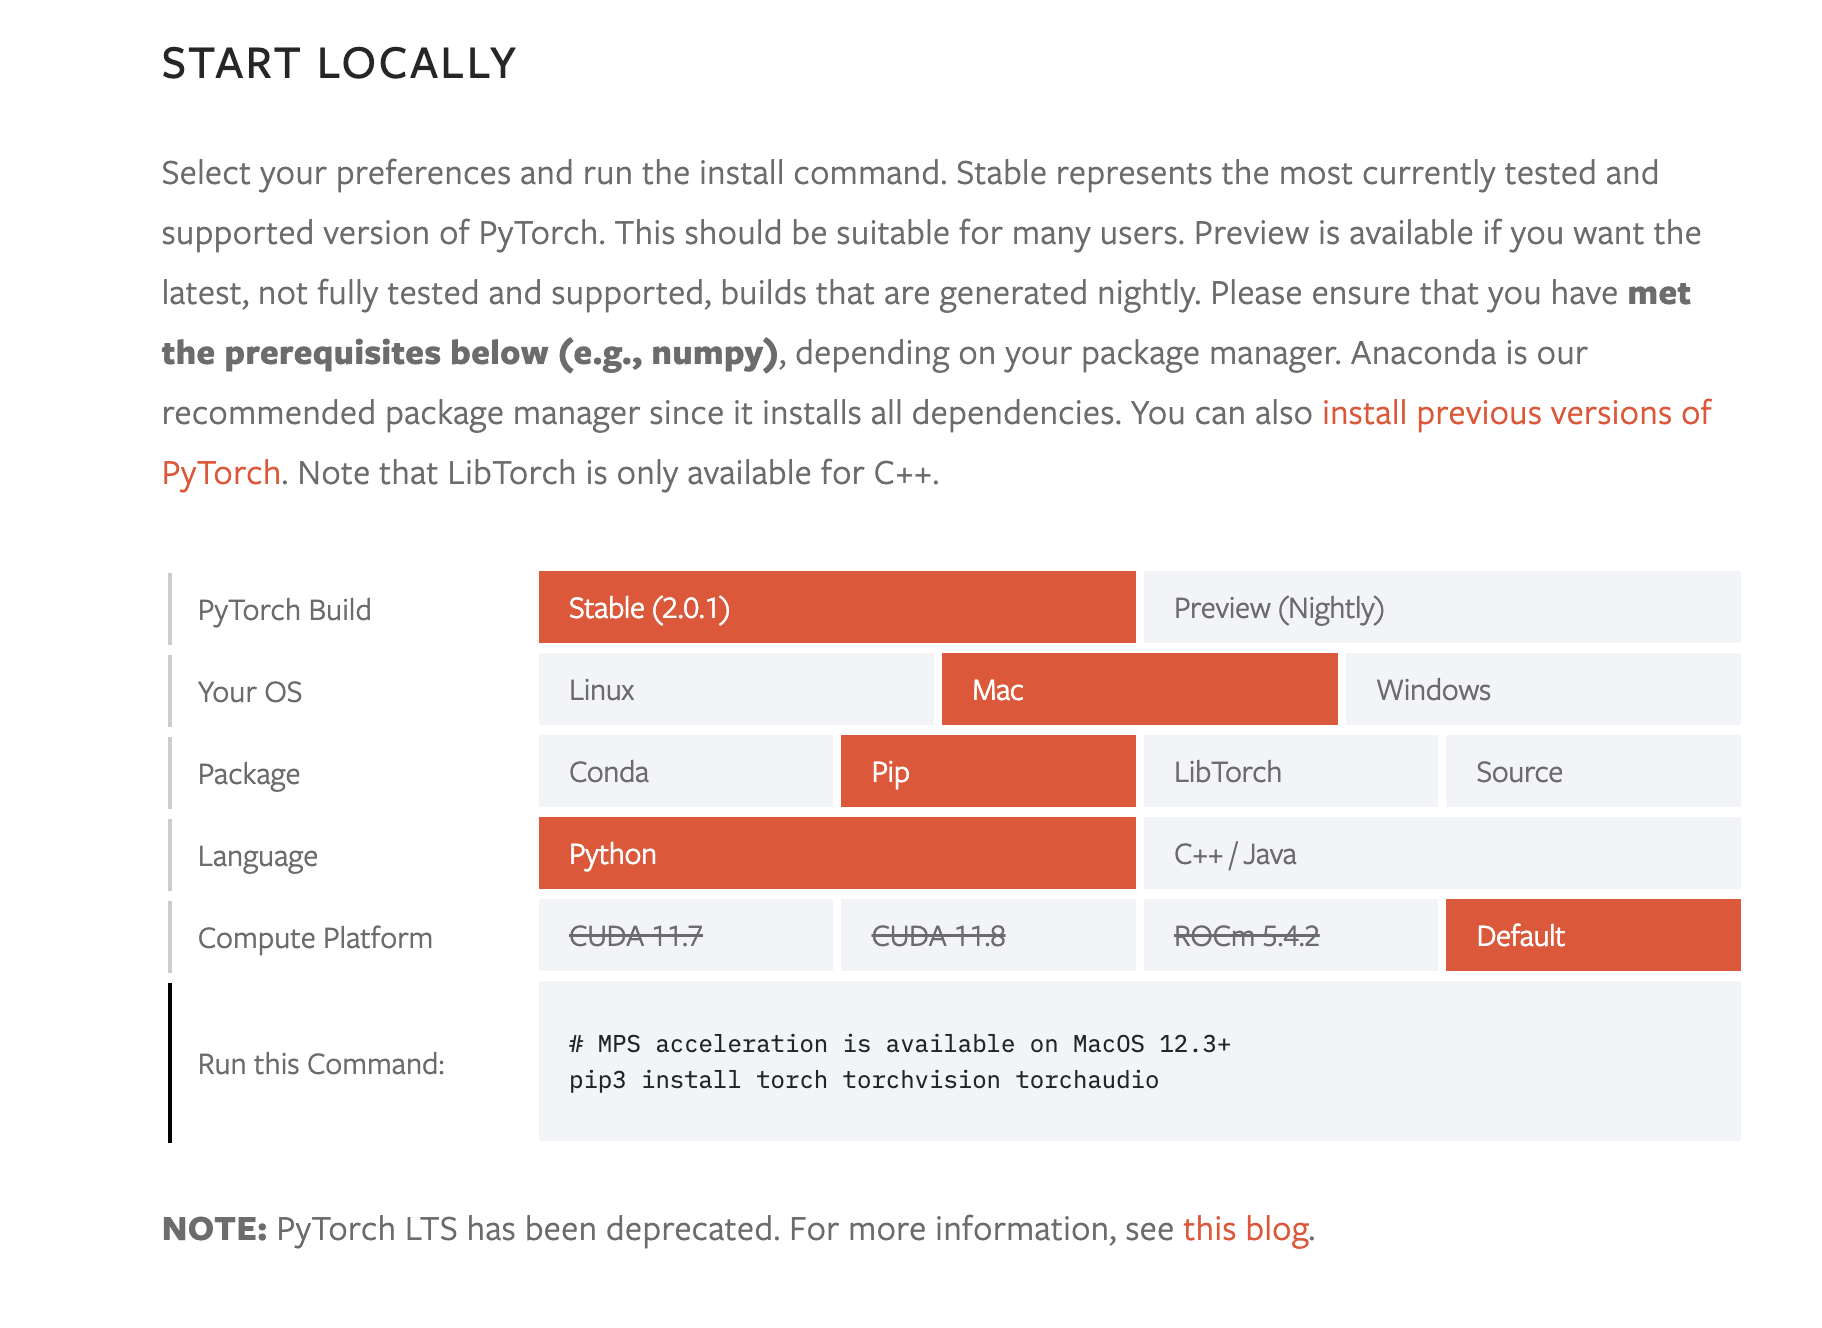 START LOCALLY
Select your preferences and run the install command. Stable represents the most currently tested and
supported version of PyTorch. This should be suitable for many users. Preview is available if you want the
latest, not fully tested and supported, builds that are generated nightly. Please ensure that you have met
the prerequisites below (e.g., numpy), depending on your package manager. Anaconda is our
recommended package manager since it installs all dependencies. You can also install previous versions of
PyTorch. Note that LibTorch is only available for C++.
PyTorch Build Stable (2.0.1) Preview (Nightly)
Your OS Linux Mac Windows
Package Conda Pip LibTorch Source
Language Python C++ / Java
Compute Platform CUDA 11.7 CUDA 11.8 ROCm 5.4.2 Default
Run this Command:
# MPS acceleration is available on MacOS 12.3+
pip3 install torch torchvision torchaudio
NOTE: PyTorch LTS has been deprecated. For more information, see this blog.